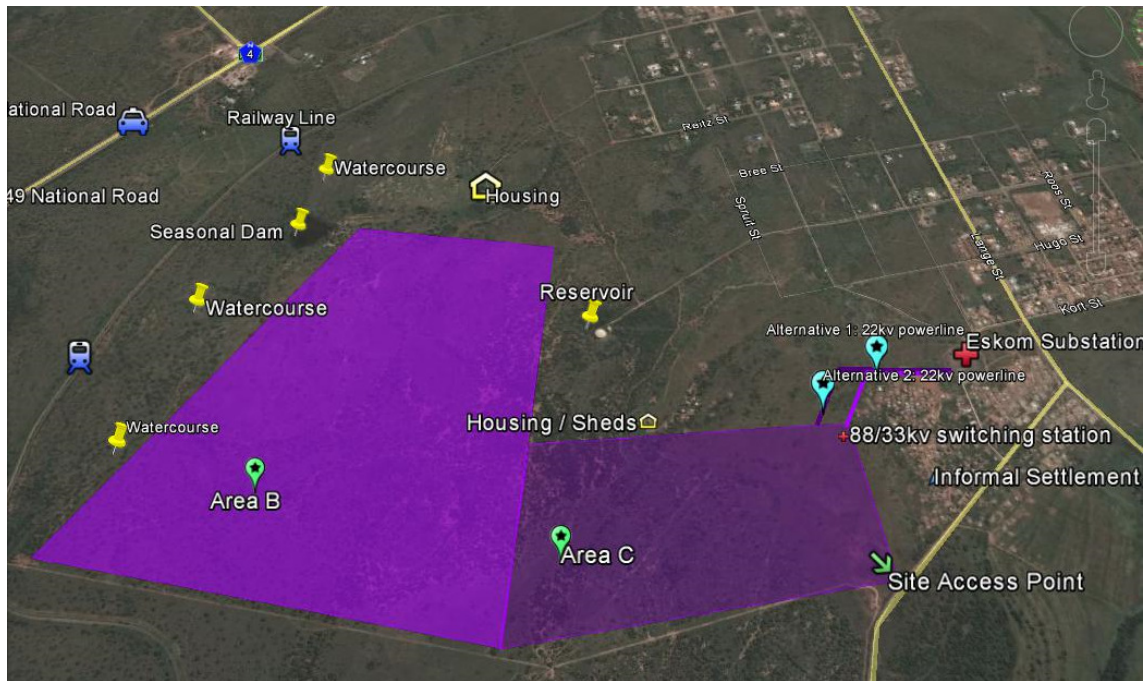 N
4
National Road
Railway Line
Watercourse
49 National Road
Housing
Seasonal Dam
Watercourse
Reservoir
Reitz St
Bree St
Spruit St
Roos St
Hugo St
Lange St
Kort St
Alternative 1: 22kv powerline
Eskom Substation
Alternative 2: 22kv powerline
Watercourse
Housing / Sheds
88/33kv switching station
Informal Settlement
Area B
Area C
Site Access Point